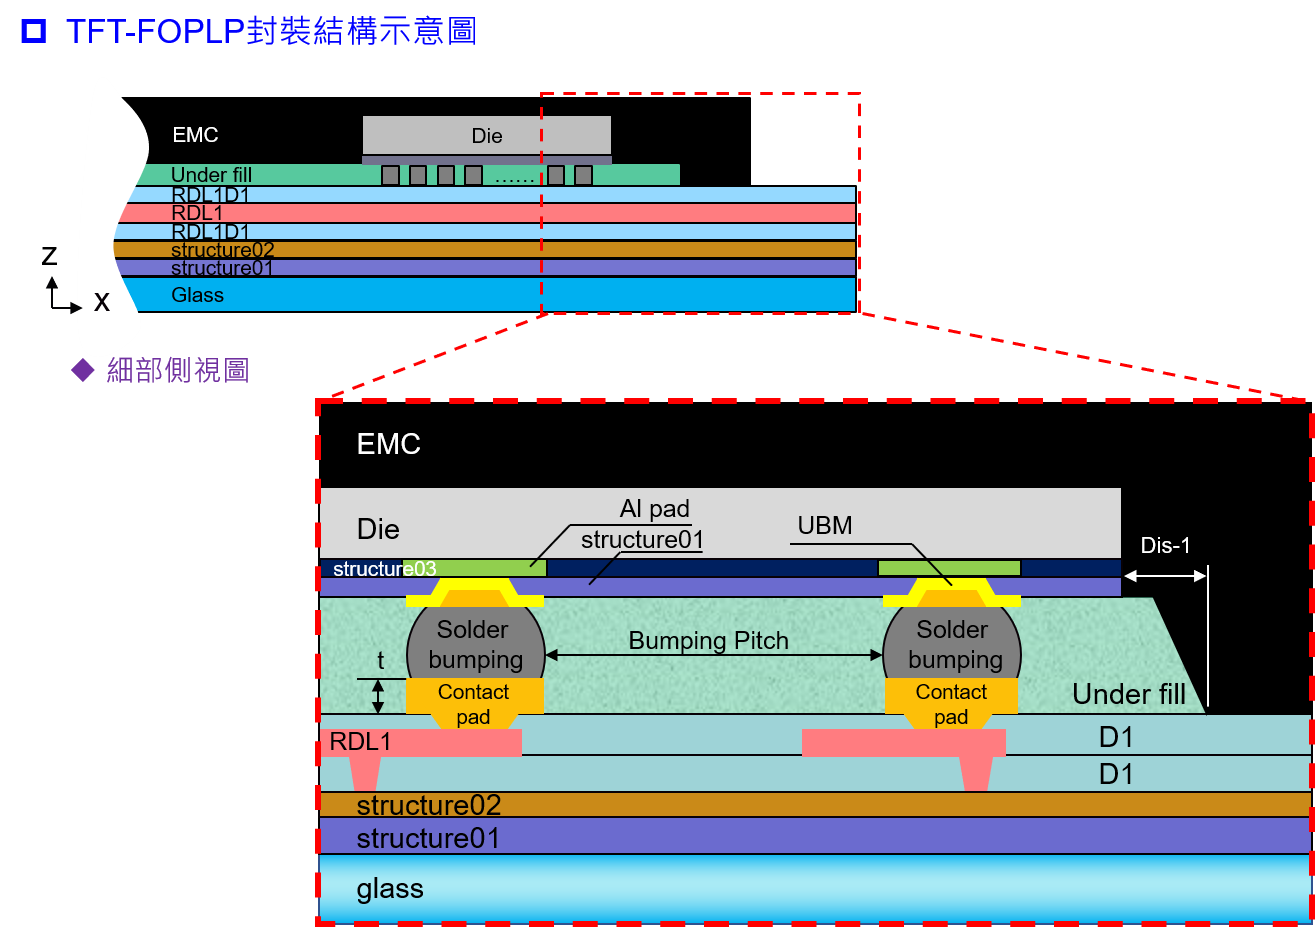 TFT-FOPLP封裝結構示意圖
EMC
Die
Under fill
......
RDL1D1
RDL1
RDL1D1
structure02
structure01
Glass
Z
X
細部側視圖
EMC
Die
Al pad
structure01
UBM
Dis-1
structure03
Solder
bumping
Solder
bumping
Bumping Pitch
t
Contact
pad
Contact
pad
Under fill
RDL1
D1
D1
structure02
structure01
glass